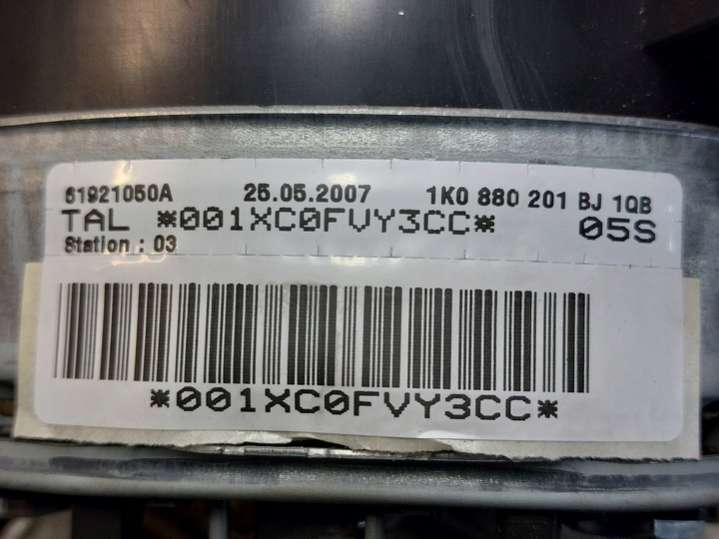 61921050A 25.05.2007 1K0 880 201 BJ 1QB
TAL *001XC0FVY3CC* 05S
Station : 03
*001XC0FVY3CC*